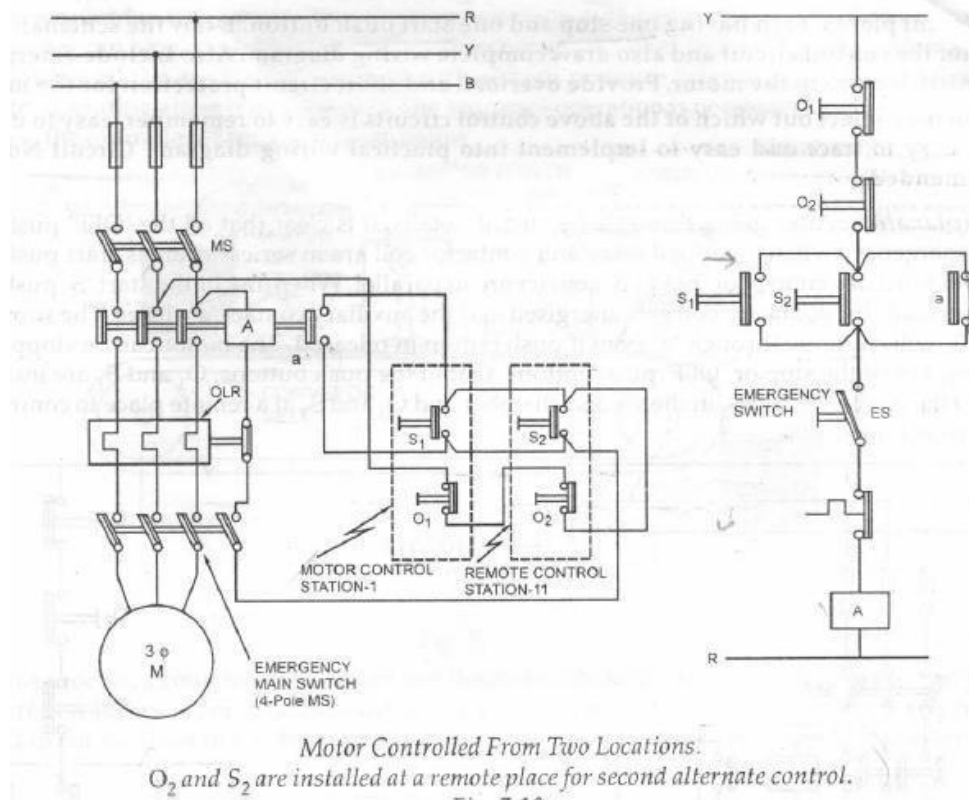 R
Y
Y
B
O1
O2
MS
S1
S2
a
A
a
OLR
EMERGENCY
SWITCH
ES
S1
S2
O1
O2
MOTOR CONTROL
STATION-1
REMOTE CONTROL
STATION-11
A
3 φ
M
R
EMERGENCY
MAIN SWITCH
(4-Pole MS)
Motor Controlled From Two Locations.
O2 and S2 are installed at a remote place for second alternate control.